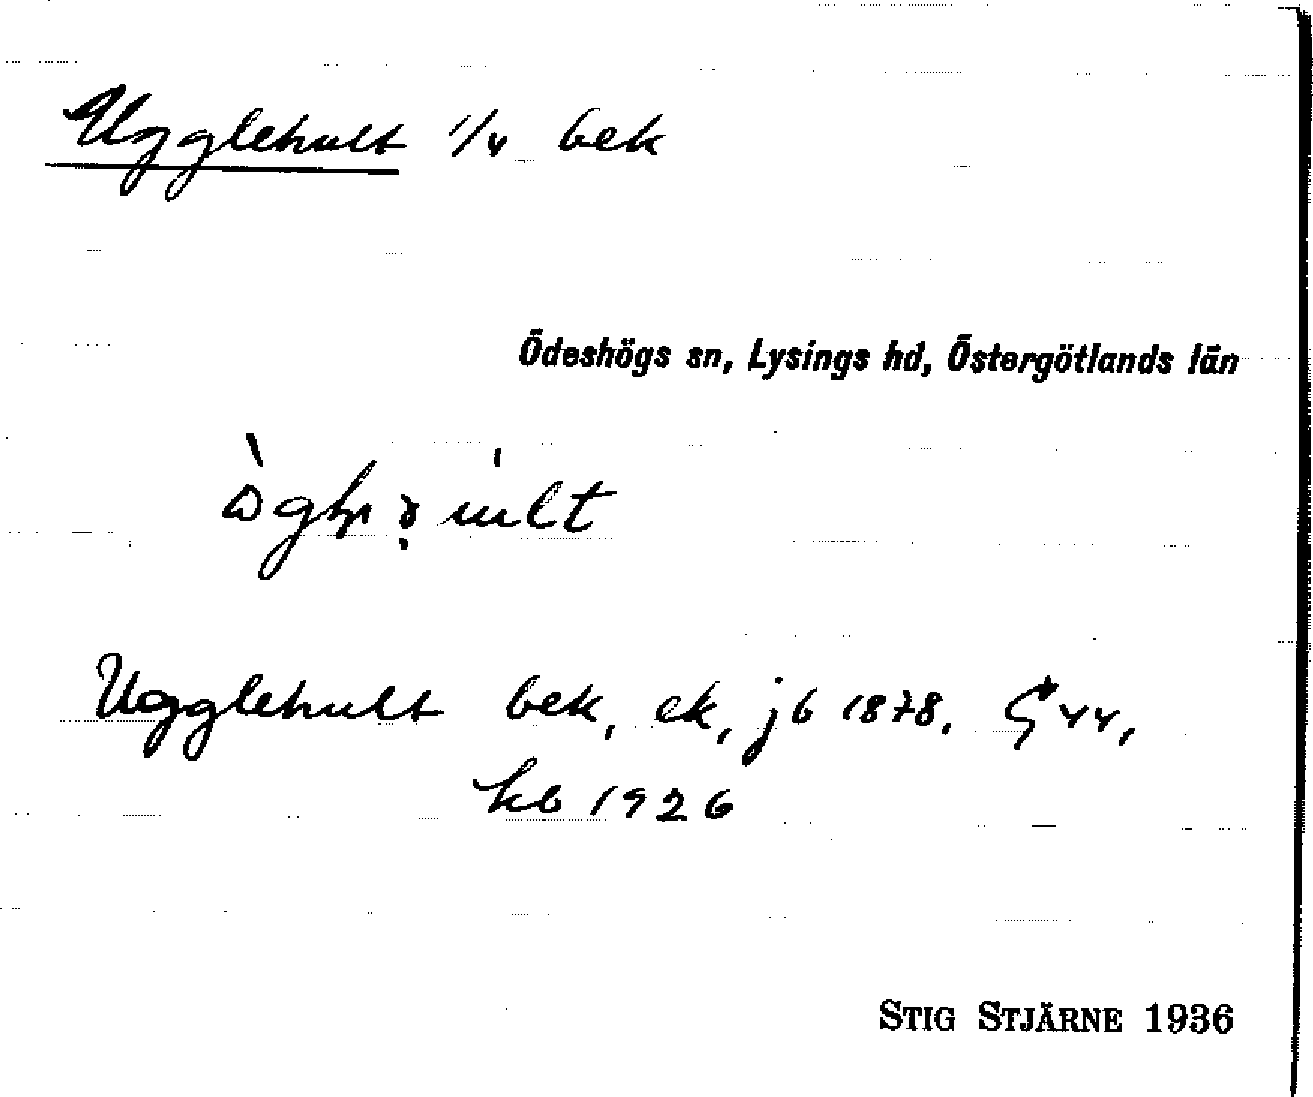 Ugglehult 1/4 bek
Ödeshögs sn, Lysings hd, Östergötlands län
Ugglehult bek, ek, jb 1878, 44,
kb 1926
STIG STJÄRNE 1936